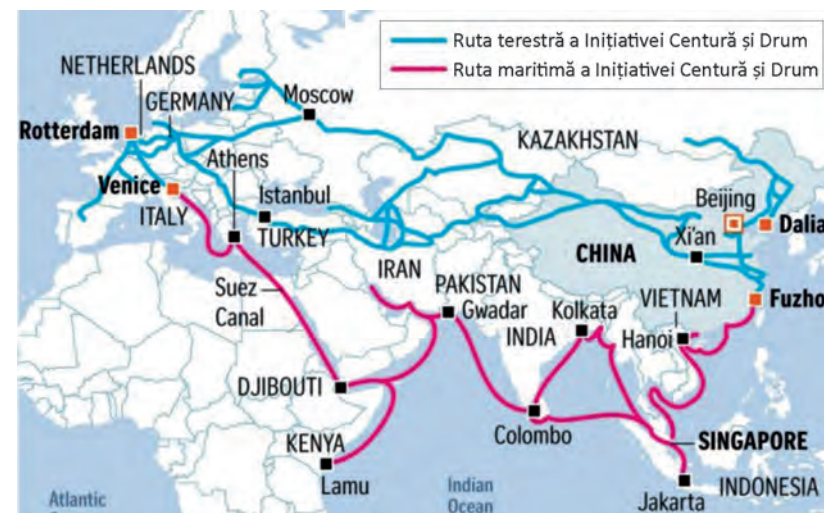 Ruta terestră a Inițiativei Centură și Drum
Ruta maritimă a Inițiativei Centură și Drum
NETHERLANDS
GERMANY
Moscow
Rotterdam
KAZAKHSTAN
Athens
Venice
Istanbul
Beijing
ITALY
TURKEY
Dalia
Xi'an
CHINA
IRAN
PAKISTAN
Suez
Canal
Gwadar
Kolkata
VIETNAM
Fuzho
INDIA
Hanoi
DJIBOUTI
Colombo
SINGAPORE
KENYA
Lamu
Indian
Ocean
INDONESIA
Jakarta
Atlantic